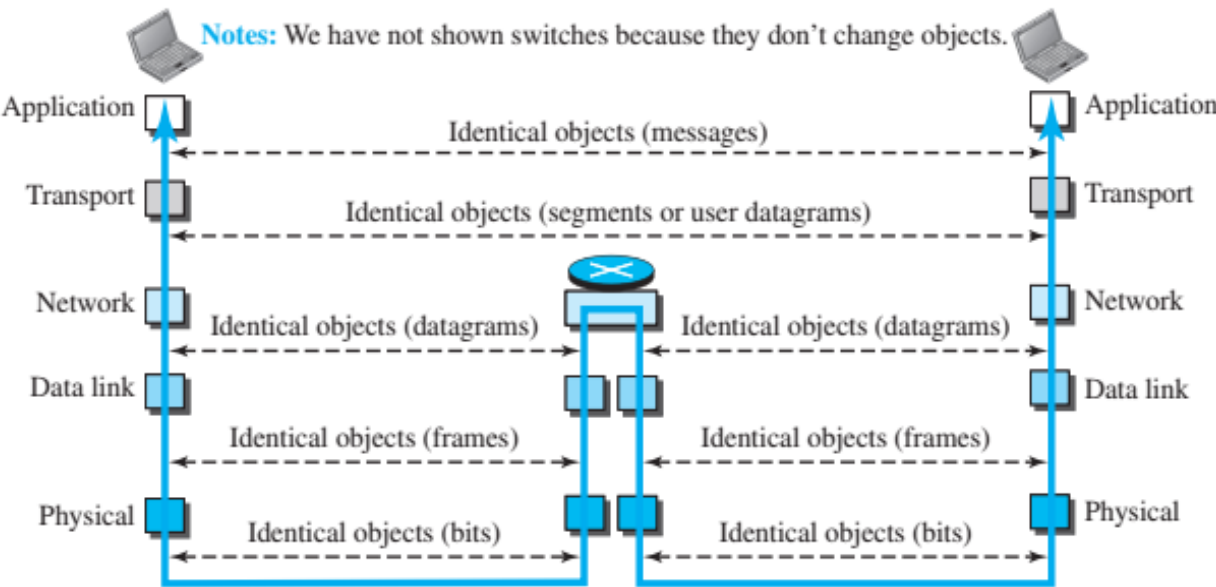 Notes: We have not shown switches because they don't change objects.
Application
Application
Identical objects (messages)
Transport
Transport
Identical objects (segments or user datagrams)
Network
Network
Identical objects (datagrams)
Identical objects (datagrams)
Data link
Data link
Identical objects (frames)
Identical objects (frames)
Physical
Physical
Identical objects (bits)
Identical objects (bits)